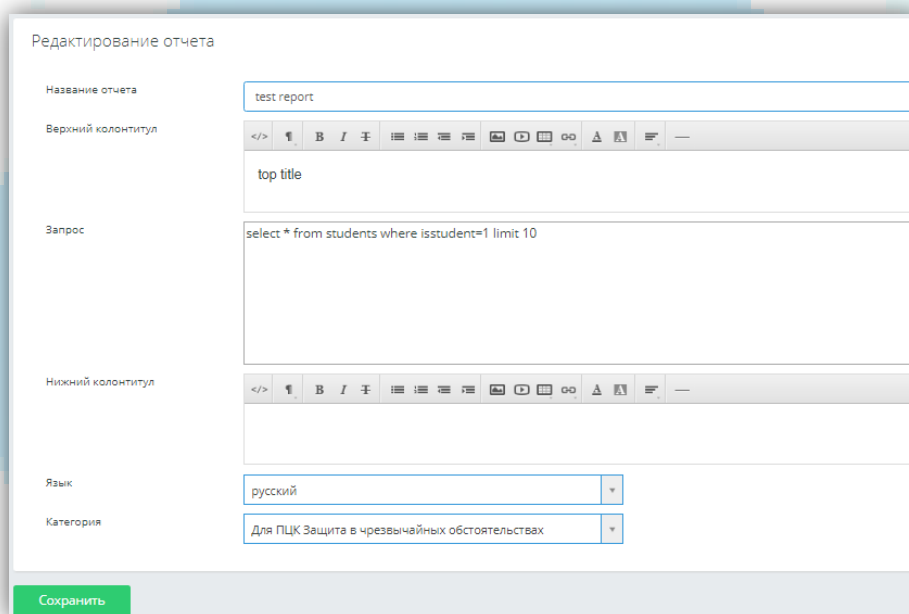 Редактирование отчета
Название отчета
test report
Верхний колонтитул
</> ¶ B I T A A
top title
Запрос
select * from students where isstudent=1 limit 10
Нижний колонтитул
</> ¶ B I T A A
Язык
русский
Категория
Для ПЦК Защита в чрезвычайных обстоятельствах
Сохранить